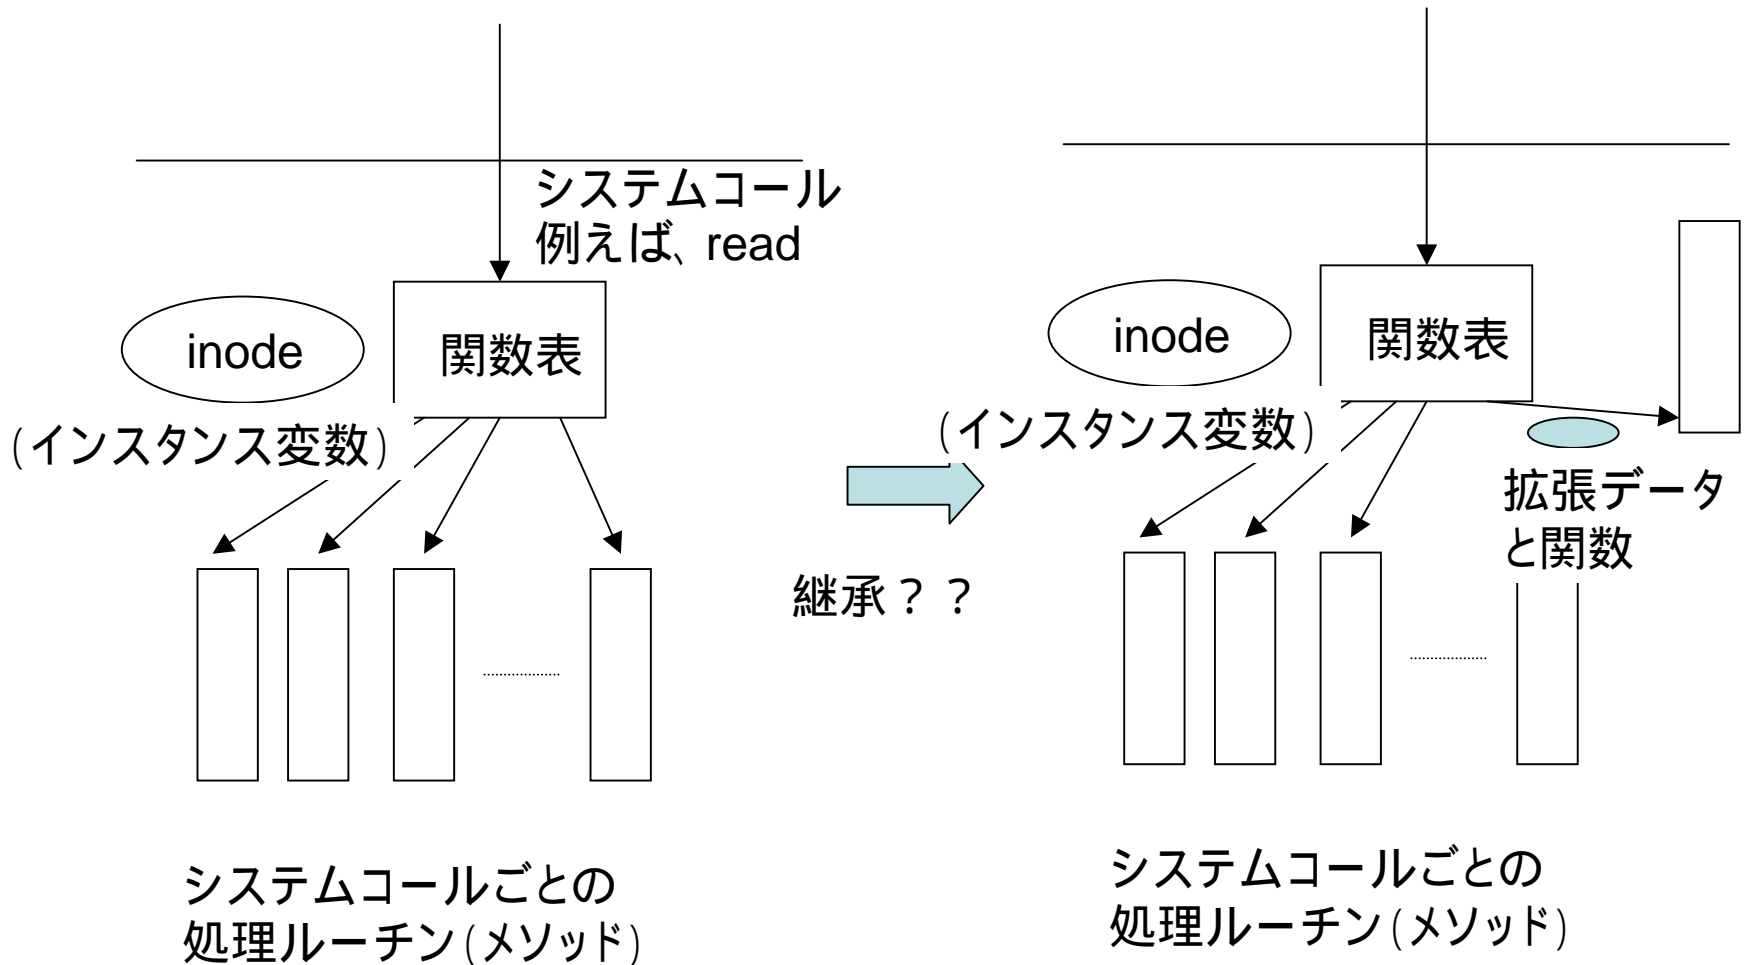 システムコール
例えば、read
inode
関数表
(インスタンス変数)
システムコールごとの
処理ルーチン(メソッド)
継承？？
inode
関数表
(インスタンス変数)
拡張データ
と関数
システムコールごとの
処理ルーチン(メソッド)